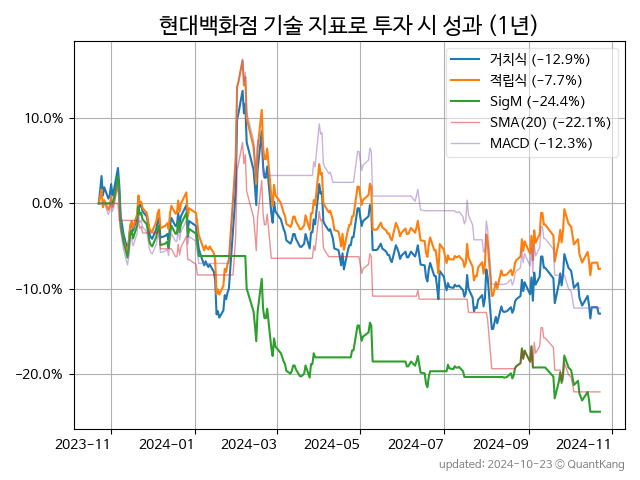 현대백화점 기술 지표로 투자 시 성과 (1년)
거치식 (−12.9%)
적립식 (−7.7%)
SigM (−24.4%)
SMA(20) (−22.1%)
MACD (−12.3%)
10.0%
0.0%
−10.0%
−20.0%
2023-11 2024-01 2024-03 2024-05 2024-07 2024-09 2024-11
updated: 2024-10-23 © QuantKang